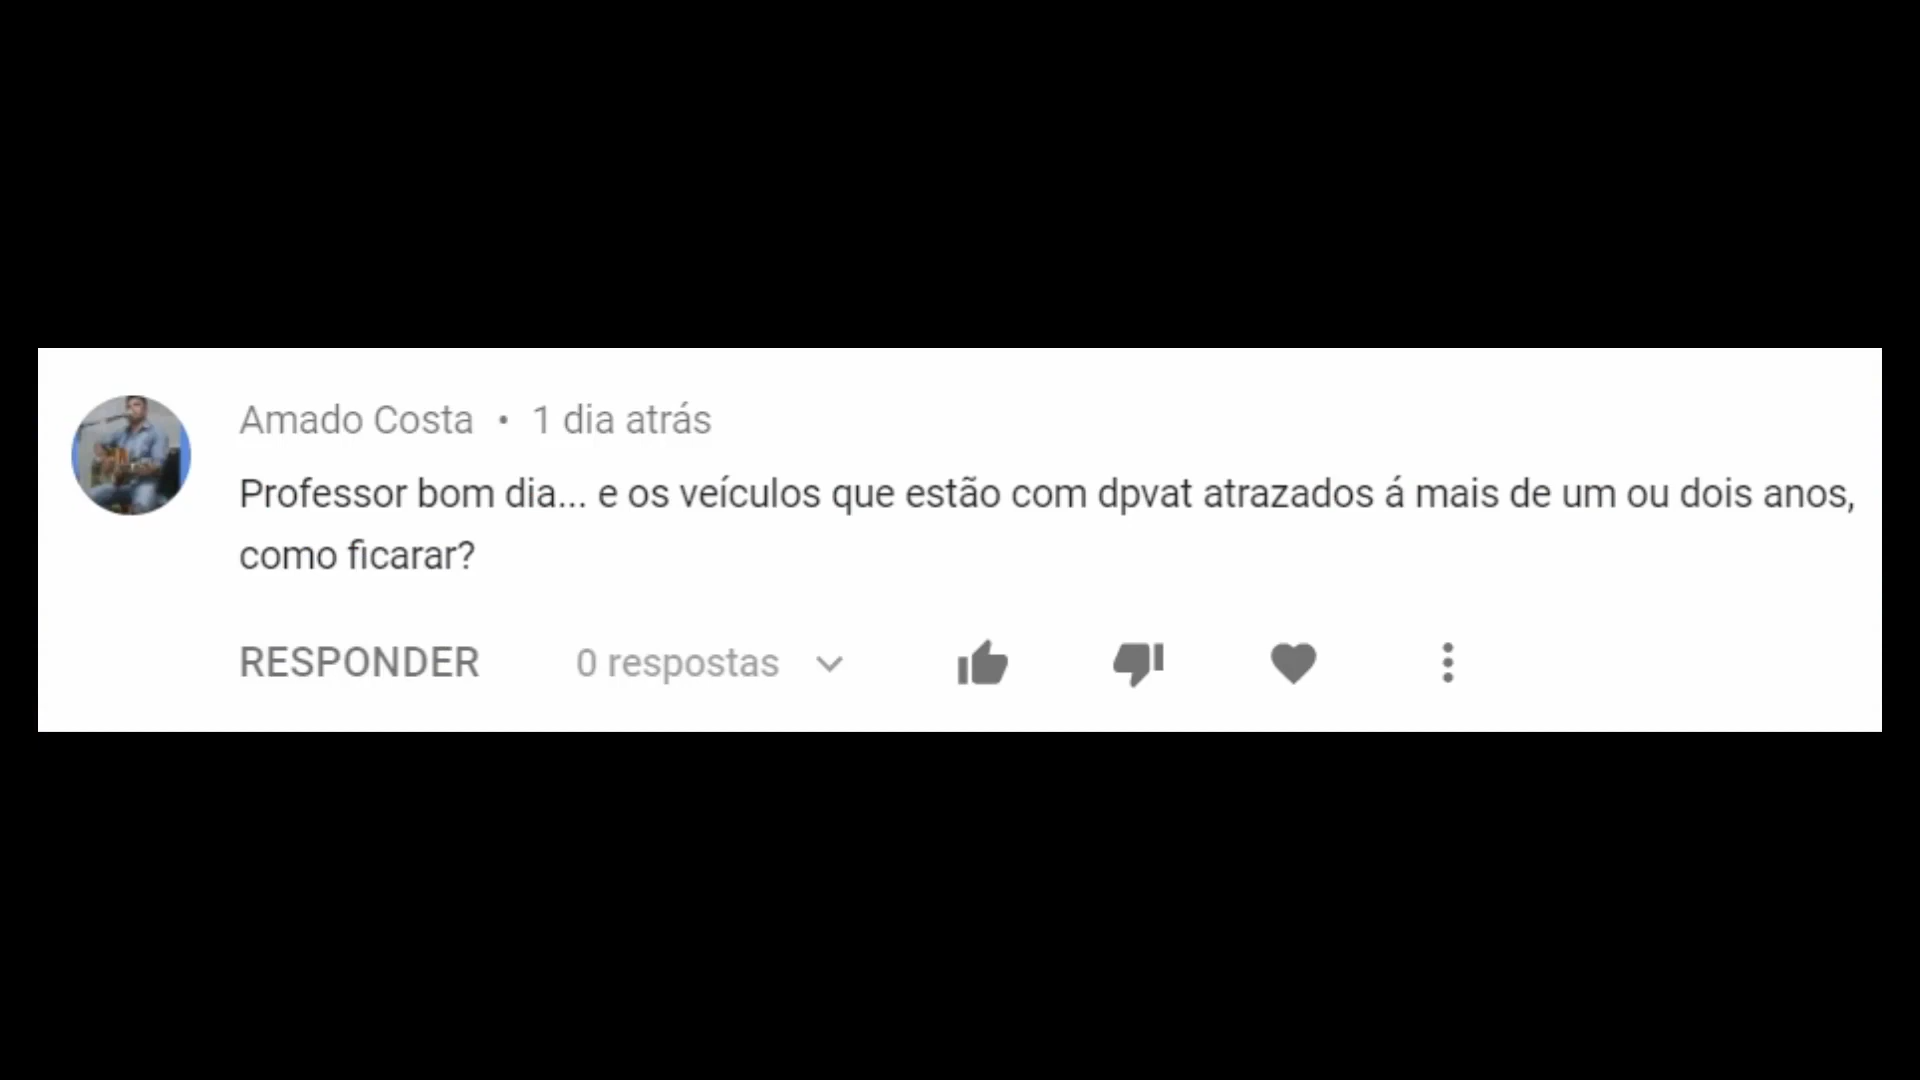 Amado Costa • 1 dia atrás
Professor bom dia... e os veículos que estão com dpvat atrazados á mais de um ou dois anos,
como ficarar?
RESPONDER 0 respostas